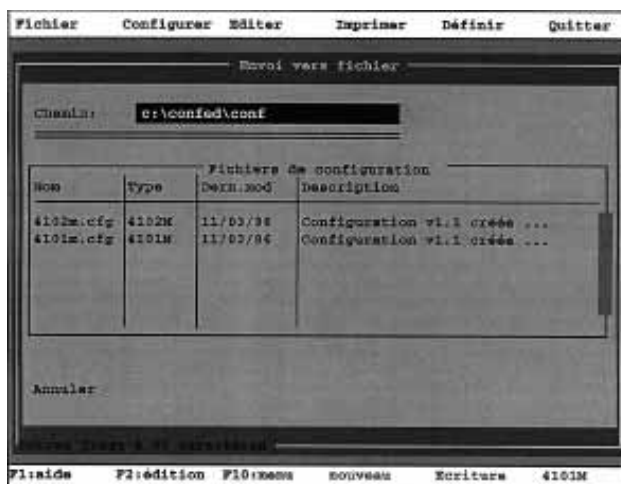 Fichier Configurer Editer Imprimer Définir Quitter
Envoi vers fichier
Chemin: c:\confed\conf
Fichiers de configuration
Nom Type Dern.mod Description
4102m.cfg 4102M 11/03/96 Configuration v1.1 créée ...
4101m.cfg 4101M 11/03/96 Configuration v1.1 créée ...
Annuler
F1:aide F2:édition F10:menu nouveau Ecriture 4101M